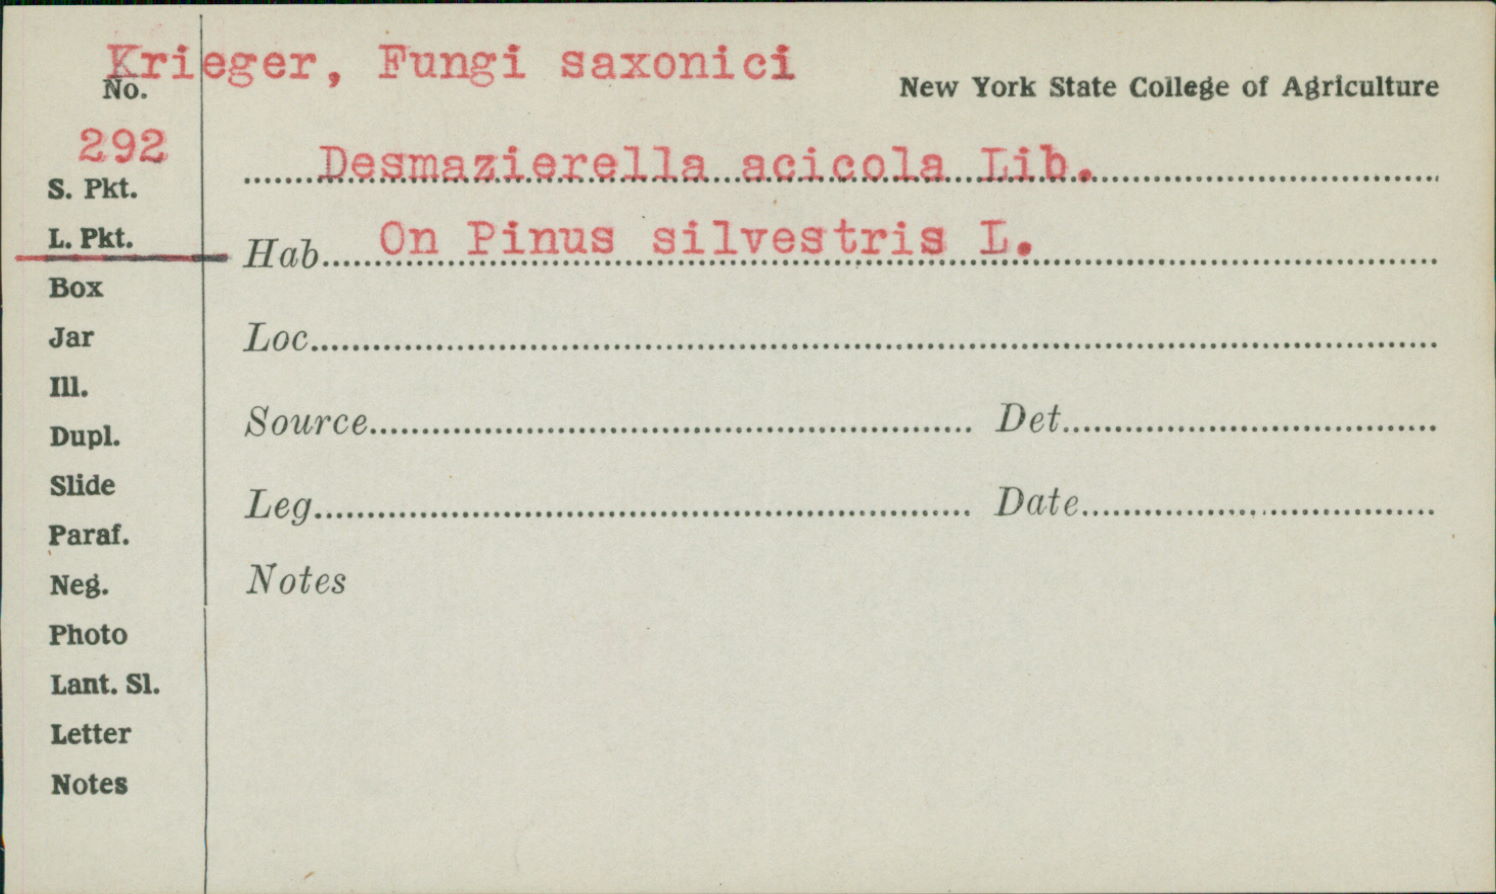 Krieger, Fungi saxonici
No.
New York State College of Agriculture
292
Desmazierella acicola Lib.
S. Pkt.
L. Pkt.
Hab. On Pinus silvestris L.
Box
Jar
Loc.
Ill.
Dupl.
Source Det.
Slide
Leg. Date
Paraf.
Neg.
Notes
Photo
Lant. Sl.
Letter
Notes